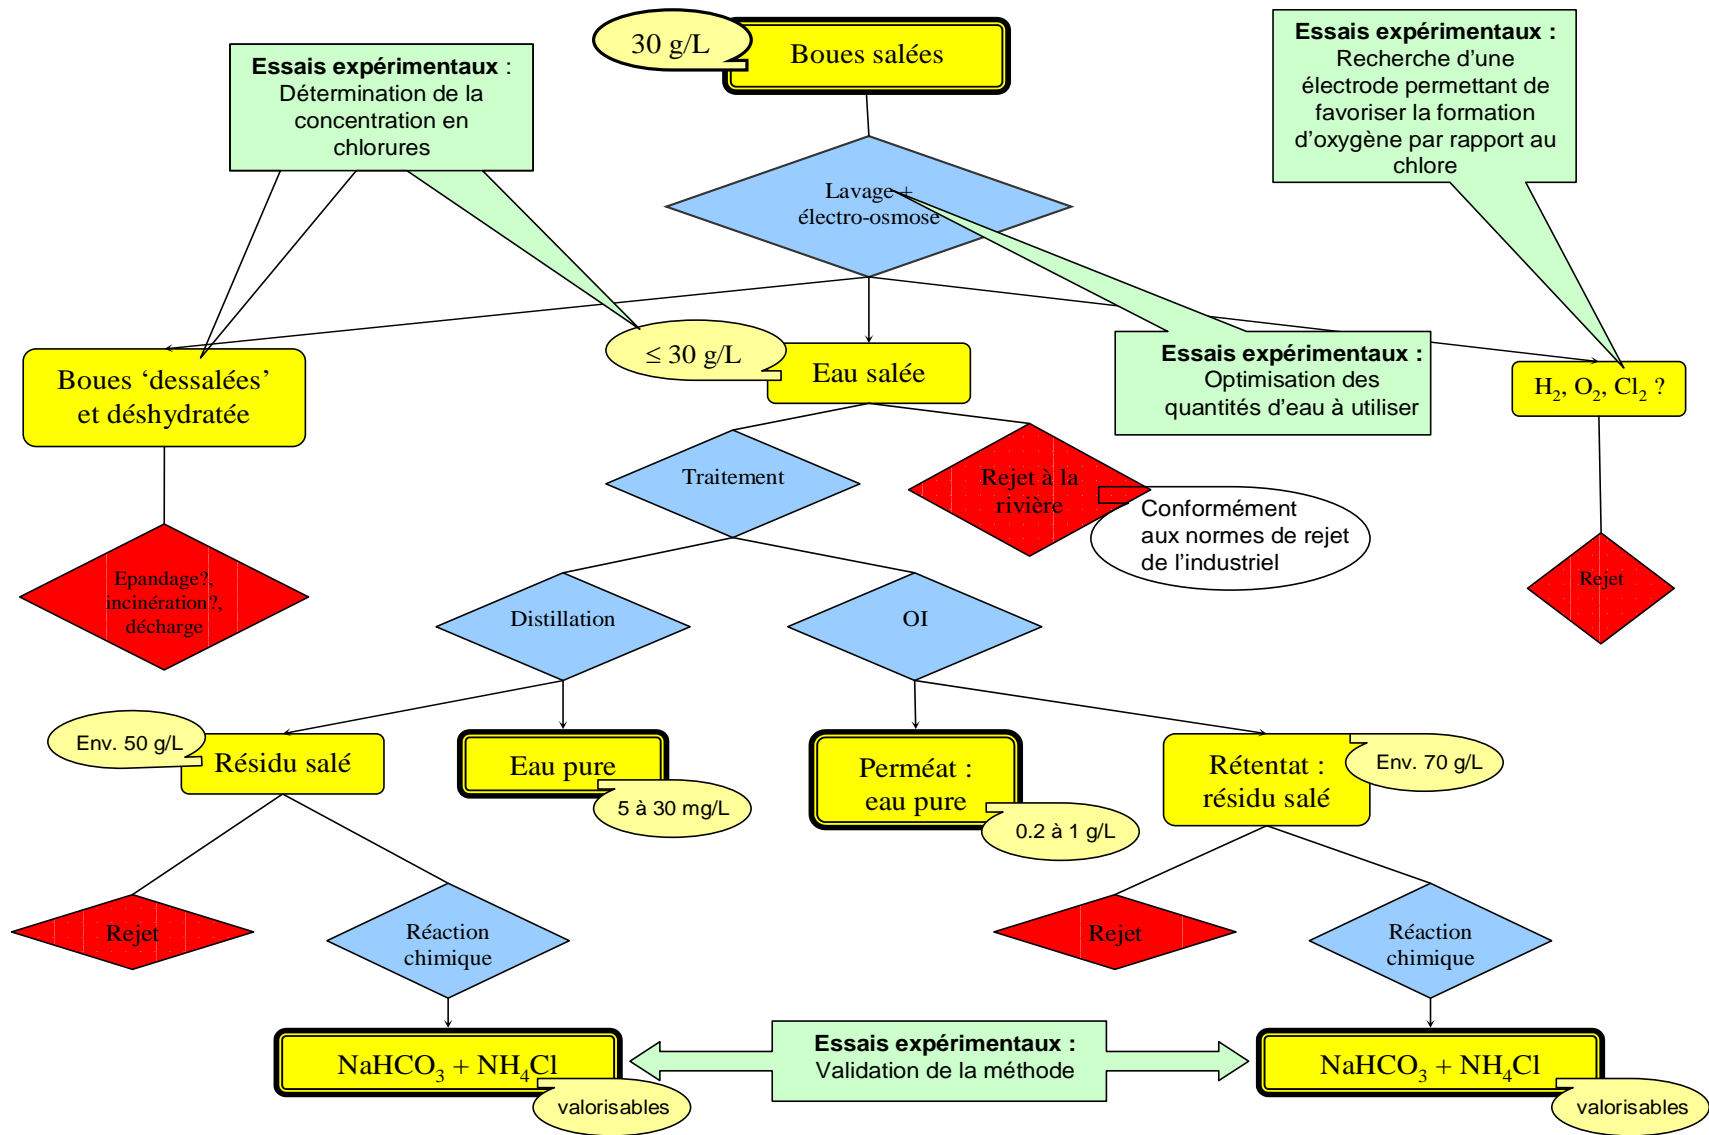 30 g/L
Boues salées
Essais expérimentaux :
Détermination de la
concentration en
chlorures
Essais expérimentaux :
Recherche d’une
électrode permettant de
favoriser la formation
d’oxygène par rapport au
chlore
Lavage +
électro-osmose
Boues ‘dessalées’
et déshydratée
≤ 30 g/L
Eau salée
Essais expérimentaux :
Optimisation des
quantités d’eau à utiliser
H2, O2, Cl2 ?
Traitement
Rejet à la
rivière
Conformément
aux normes de rejet
de l’industriel
Epandage?,
incinération?,
décharge
Rejet
Distillation
OI
Env. 50 g/L
Résidu salé
Eau pure
5 à 30 mg/L
Perméat :
eau pure
0.2 à 1 g/L
Rétentat :
résidu salé
Env. 70 g/L
Rejet
Réaction
chimique
Rejet
Réaction
chimique
NaHCO3 + NH4Cl
valorisables
Essais expérimentaux :
Validation de la méthode
NaHCO3 + NH4Cl
valorisables